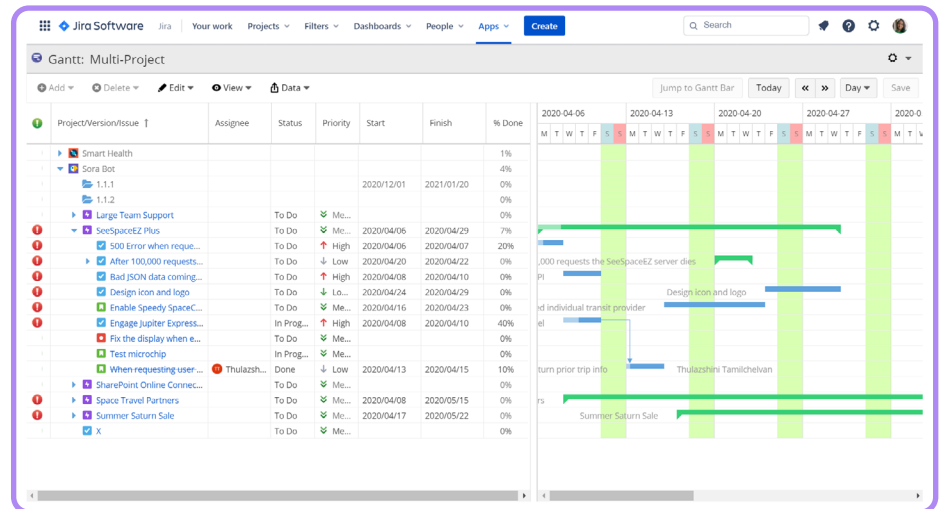 Jira Software Jira Your work Projects Filters Dashboards People Apps Create Search
Gantt: Multi-Project
Add Delete Edit View Data Jump to Gantt Bar Today Day Save
Project/Version/Issue Assignee Status Priority Start Finish % Done
2020-04-06 2020-04-13 2020-04-20 2020-04-27 2020-0
M T W T F S S M T W T F S S M T W T F S S M T W T F S S M T
Smart Health 1%
Sora Bot 4%
1.1.1 2020/12/01 2021/01/20 0%
1.1.2 0%
Large Team Support To Do Me... 0%
SeeSpaceEZ Plus To Do Me... 2020/04/06 2020/04/29 7%
500 Error when reque... To Do High 2020/04/06 2020/04/07 20%
After 100,000 requests... To Do Low 2020/04/20 2020/04/22 0% ,000 requests the SeeSpaceEZ server dies
Bad JSON data coming... To Do High 2020/04/08 2020/04/10 0% PI
Design icon and logo To Do Lo... 2020/04/24 2020/04/29 0% Design icon and logo
Enable Speedy SpaceC... To Do Me... 2020/04/16 2020/04/23 0% ed individual transit provider
Engage Jupiter Express... In Prog... High 2020/04/08 2020/04/10 40% el
Fix the display when e... To Do Me... 0%
Test microchip In Prog... Me... 0%
When requesting user ... Thulazsh... Done Low 2020/04/13 2020/04/15 10% turn prior trip info Thulazshini Tamilchelvan
SharePoint Online Connec... To Do Me... 0%
Space Travel Partners To Do Me... 2020/04/08 2020/05/15 0% rs
Summer Saturn Sale To Do Me... 2020/04/17 2020/05/22 0% Summer Saturn Sale
X To Do Me... 0%